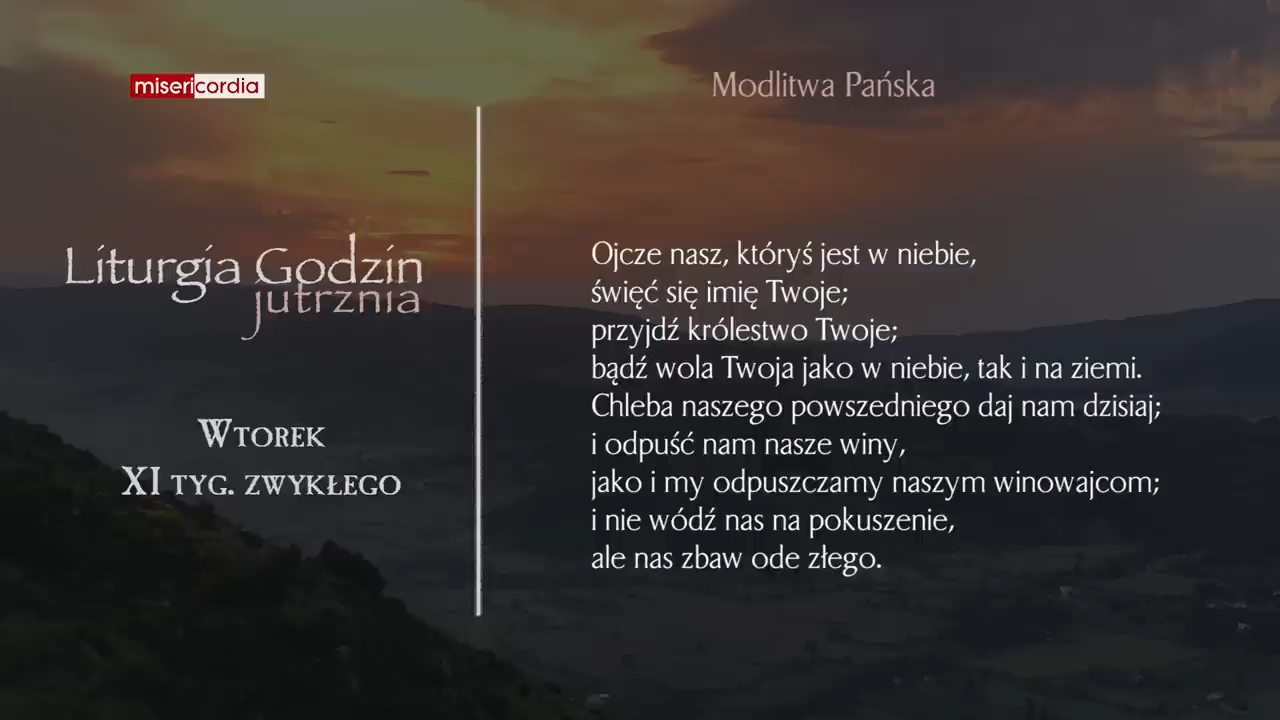 misericordia
Liturgia Godzin
jutrznia
Wtorek
XI tyg. zwykłego
Modlitwa Pańska
Ojcze nasz, któryś jest w niebie,
święć się imię Twoje;
przyjdź królestwo Twoje;
bądź wola Twoja jako w niebie, tak i na ziemi.
Chleba naszego powszedniego daj nam dzisiaj;
i odpuść nam nasze winy,
jako i my odpuszczamy naszym winowajcom;
i nie wódź nas na pokuszenie,
ale nas zbaw ode złego.